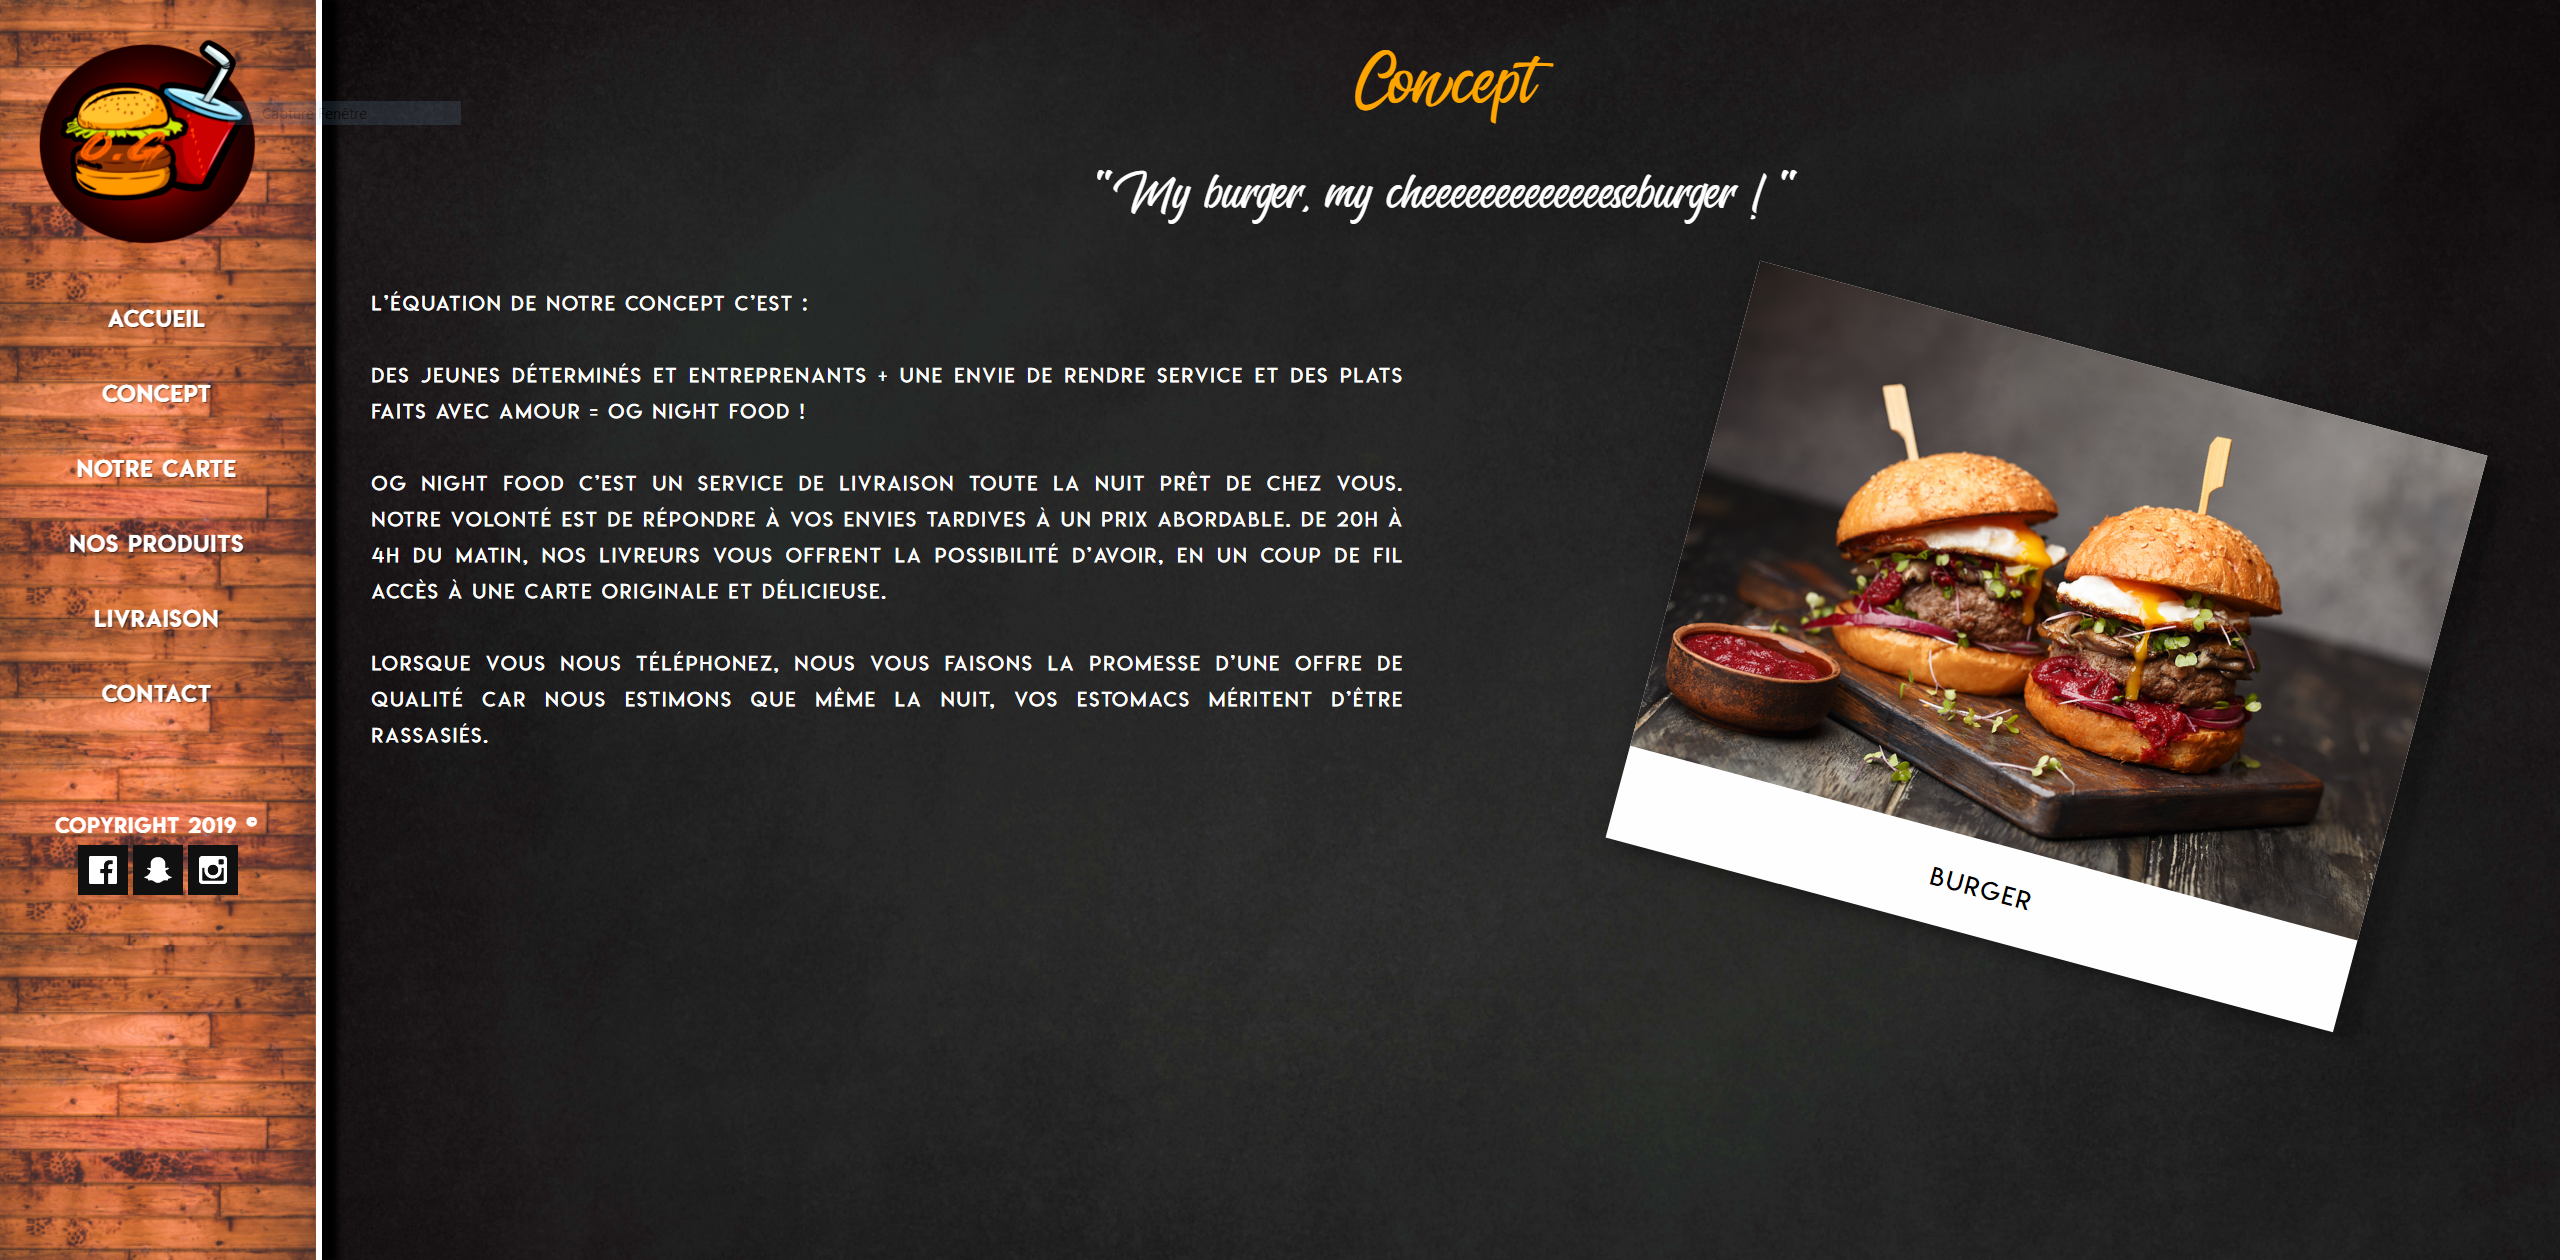 O.G
ACCUEIL
CONCEPT
NOTRE CARTE
NOS PRODUITS
LIVRAISON
CONTACT
COPYRIGHT 2019 ©
Capture Fenêtre
Concept
"My burger, my cheeeeeeeeeeeeeseburger ! "
L'ÉQUATION DE NOTRE CONCEPT C'EST :
DES JEUNES DÉTERMINÉS ET ENTREPRENANTS + UNE ENVIE DE RENDRE SERVICE ET DES PLATS
FAITS AVEC AMOUR = OG NIGHT FOOD !
OG NIGHT FOOD C'EST UN SERVICE DE LIVRAISON TOUTE LA NUIT PRÊT DE CHEZ VOUS.
NOTRE VOLONTÉ EST DE RÉPONDRE À VOS ENVIES TARDIVES À UN PRIX ABORDABLE. DE 20H À
4H DU MATIN, NOS LIVREURS VOUS OFFRENT LA POSSIBILITÉ D'AVOIR, EN UN COUP DE FIL
ACCÈS À UNE CARTE ORIGINALE ET DÉLICIEUSE.
LORSQUE VOUS NOUS TÉLÉPHONEZ, NOUS VOUS FAISONS LA PROMESSE D'UNE OFFRE DE
QUALITÉ CAR NOUS ESTIMONS QUE MÊME LA NUIT, VOS ESTOMACS MÉRITENT D'ÊTRE
RASSASIÉS.
BURGER